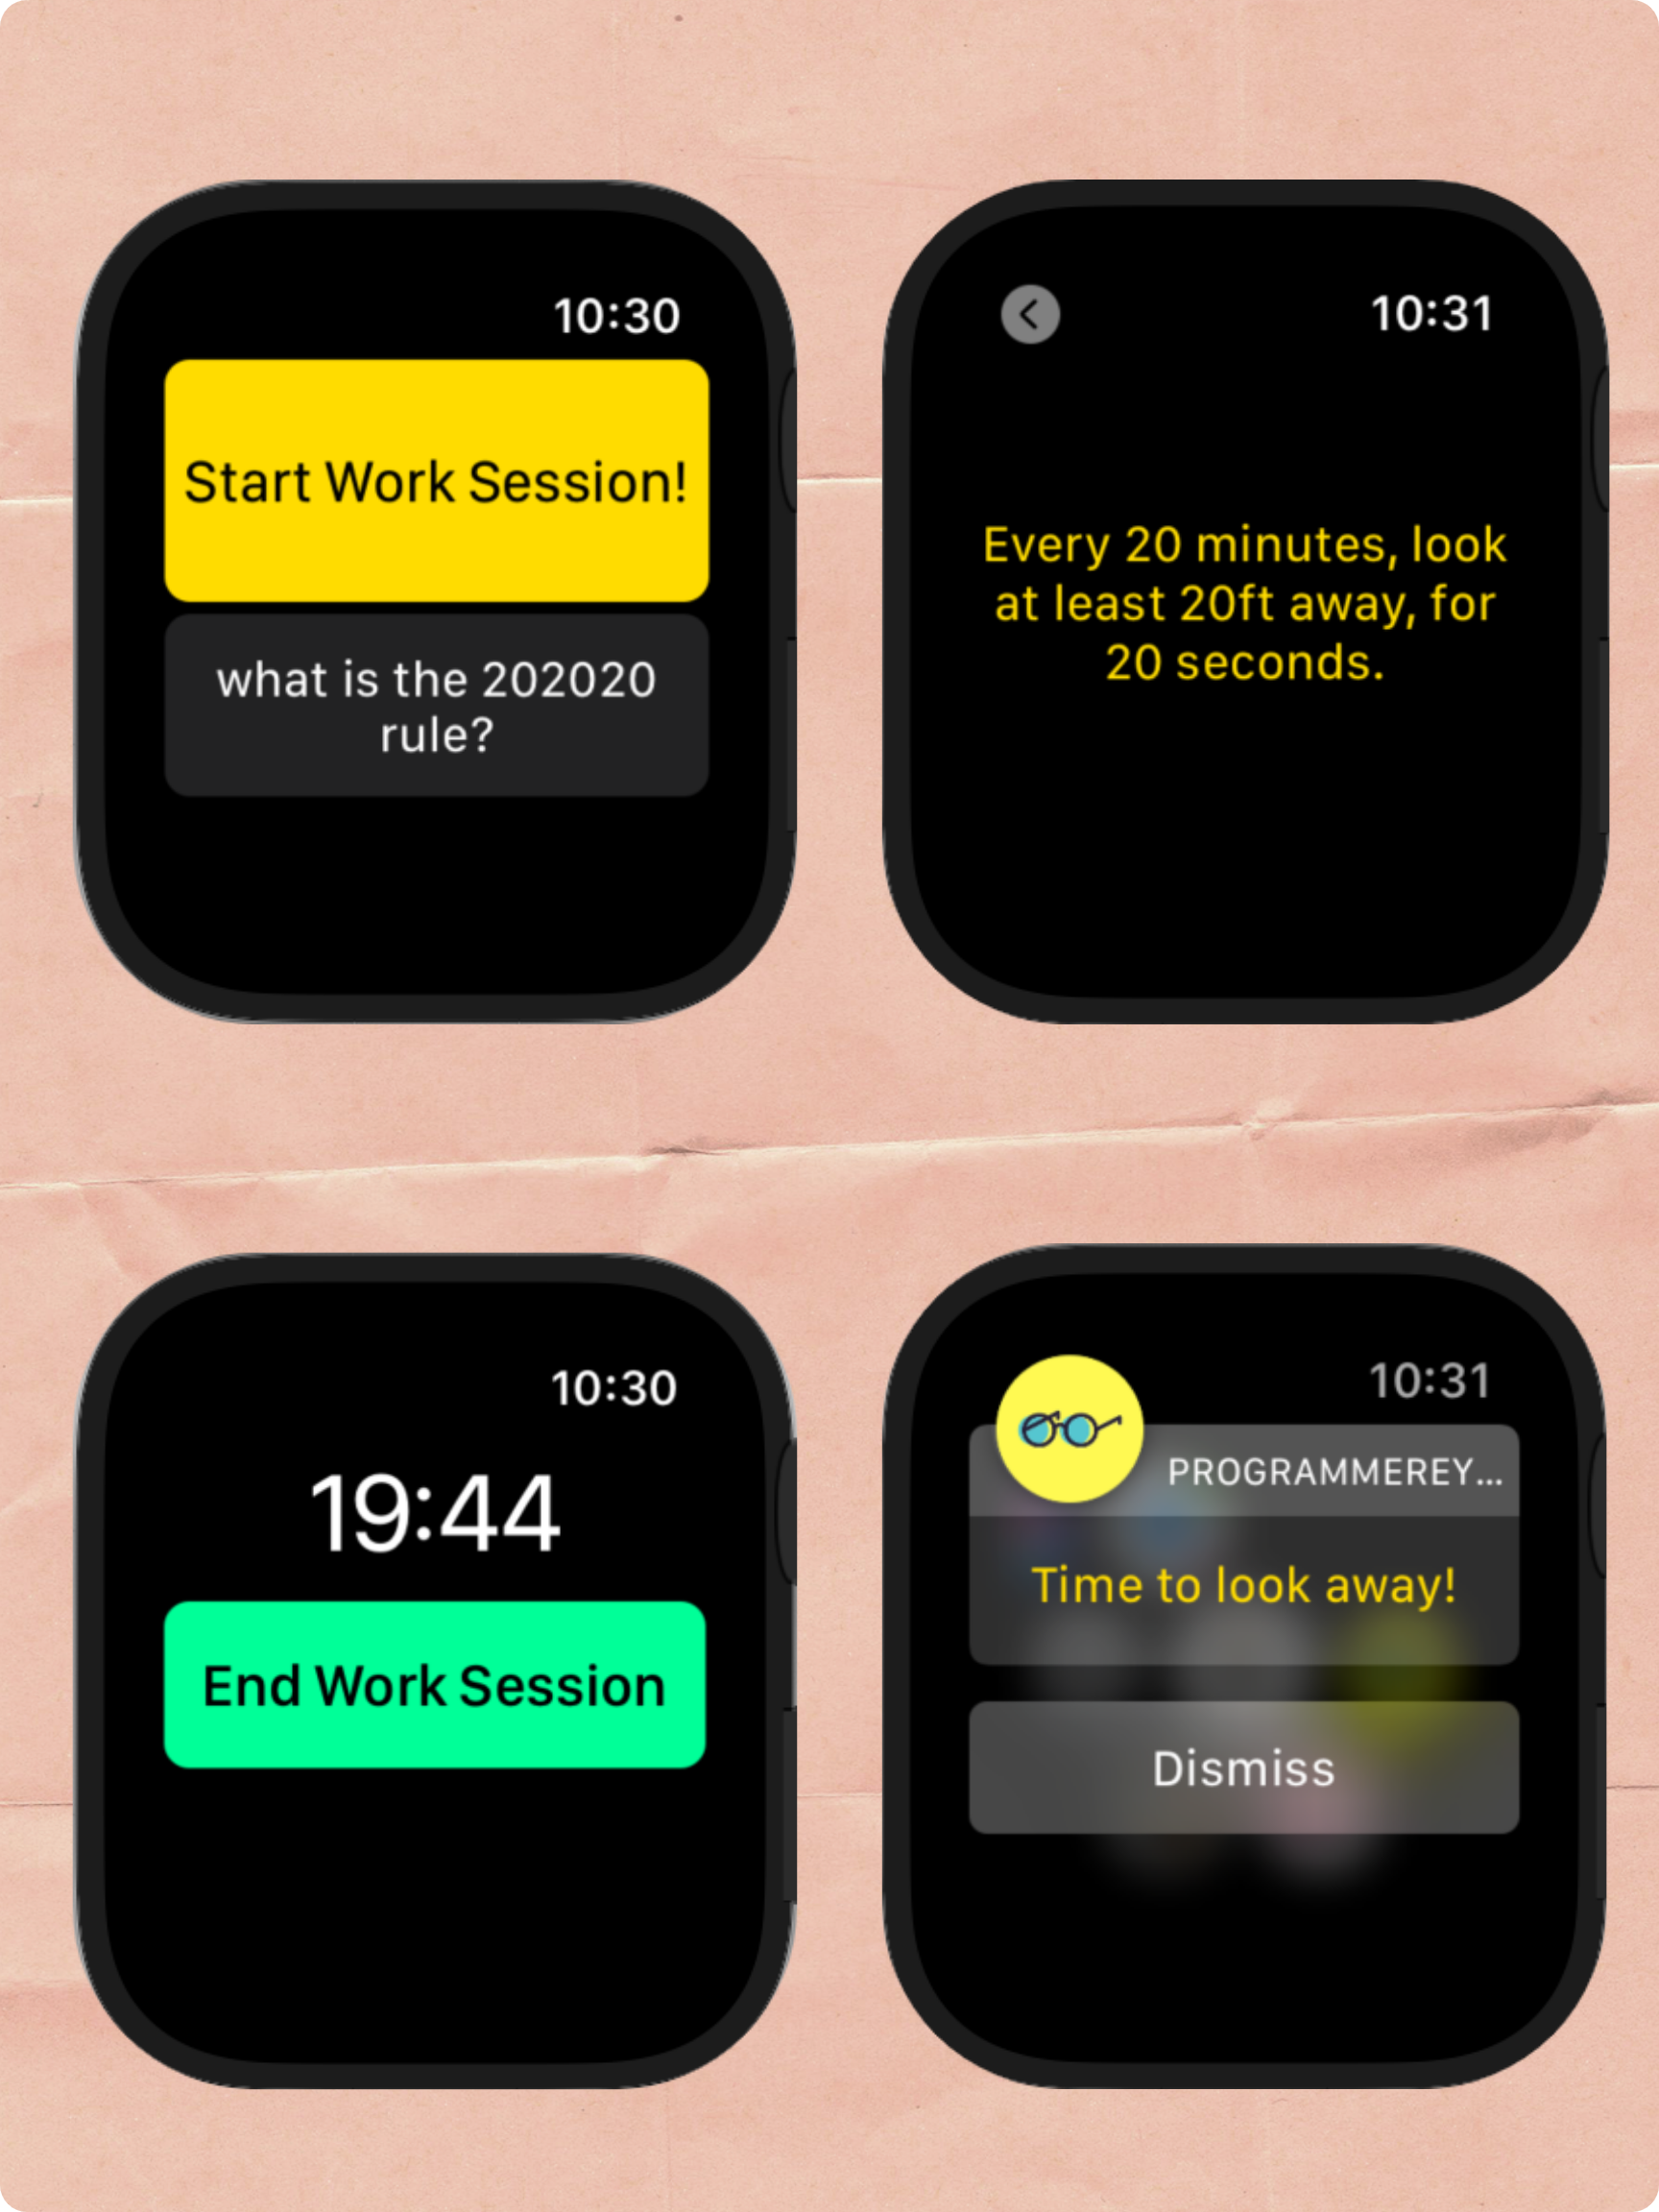 10:30
Start Work Session!
what is the 202020
rule?
10:31
Every 20 minutes, look
at least 20ft away, for
20 seconds.
10:30
19:44
End Work Session
10:31
PROGRAMMEREY...
Time to look away!
Dismiss